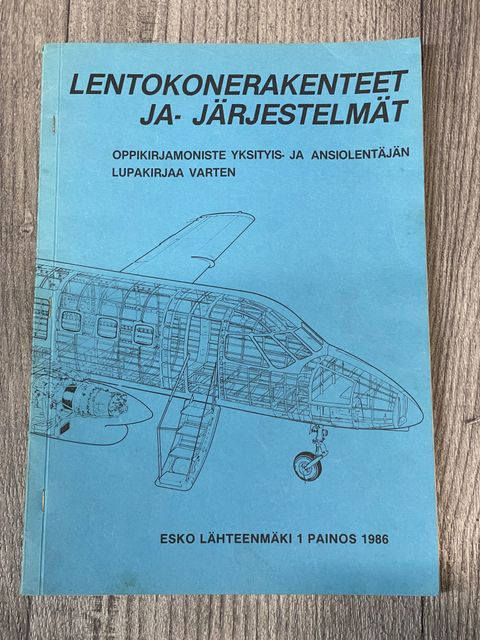 LENTOKONERAKENTEET
JA- JÄRJESTELMÄT
OPPIKIRJAMONISTE YKSITYIS- JA ANSIOLENTÄJÄN
LUPAKIRJAA VARTEN
ESKO LÄHTEENMÄKI 1 PAINOS 1986